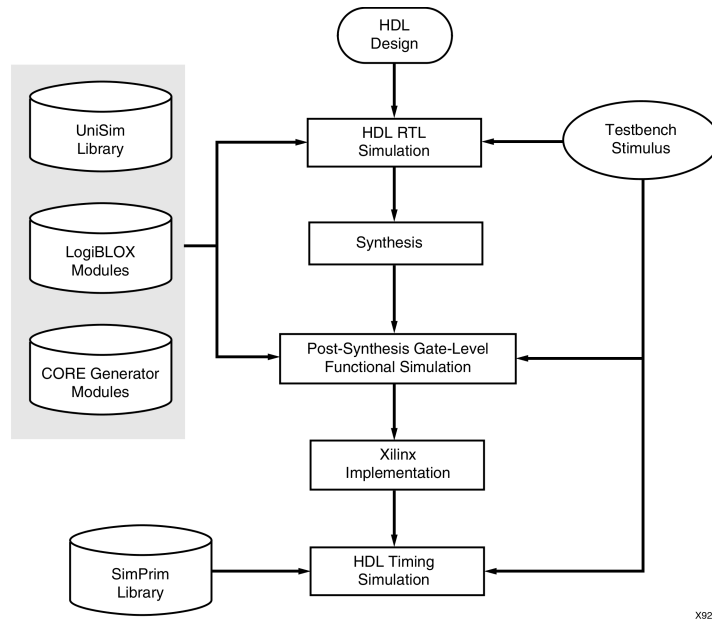 HDL
Design
UniSim
Library
HDL RTL
Simulation
Testbench
Stimulus
LogiBLOX
Modules
Synthesis
Post-Synthesis Gate-Level
Functional Simulation
CORE Generator
Modules
Xilinx
Implementation
SimPrim
Library
HDL Timing
Simulation
X92